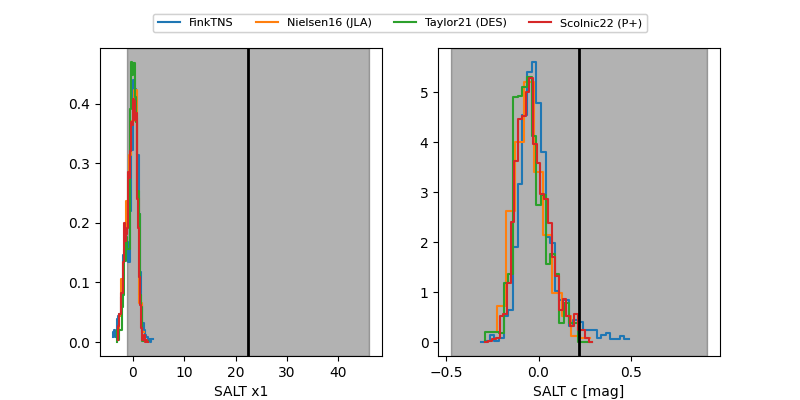 FinkTNS Nielsen16 (JLA) Taylor21 (DES) Scolnic22 (P+)
0.4
0.3
0.2
0.1
0.0
0 10 20 30 40
SALT x1
5
4
3
2
1
0
−0.5 0.0 0.5
SALT c [mag]